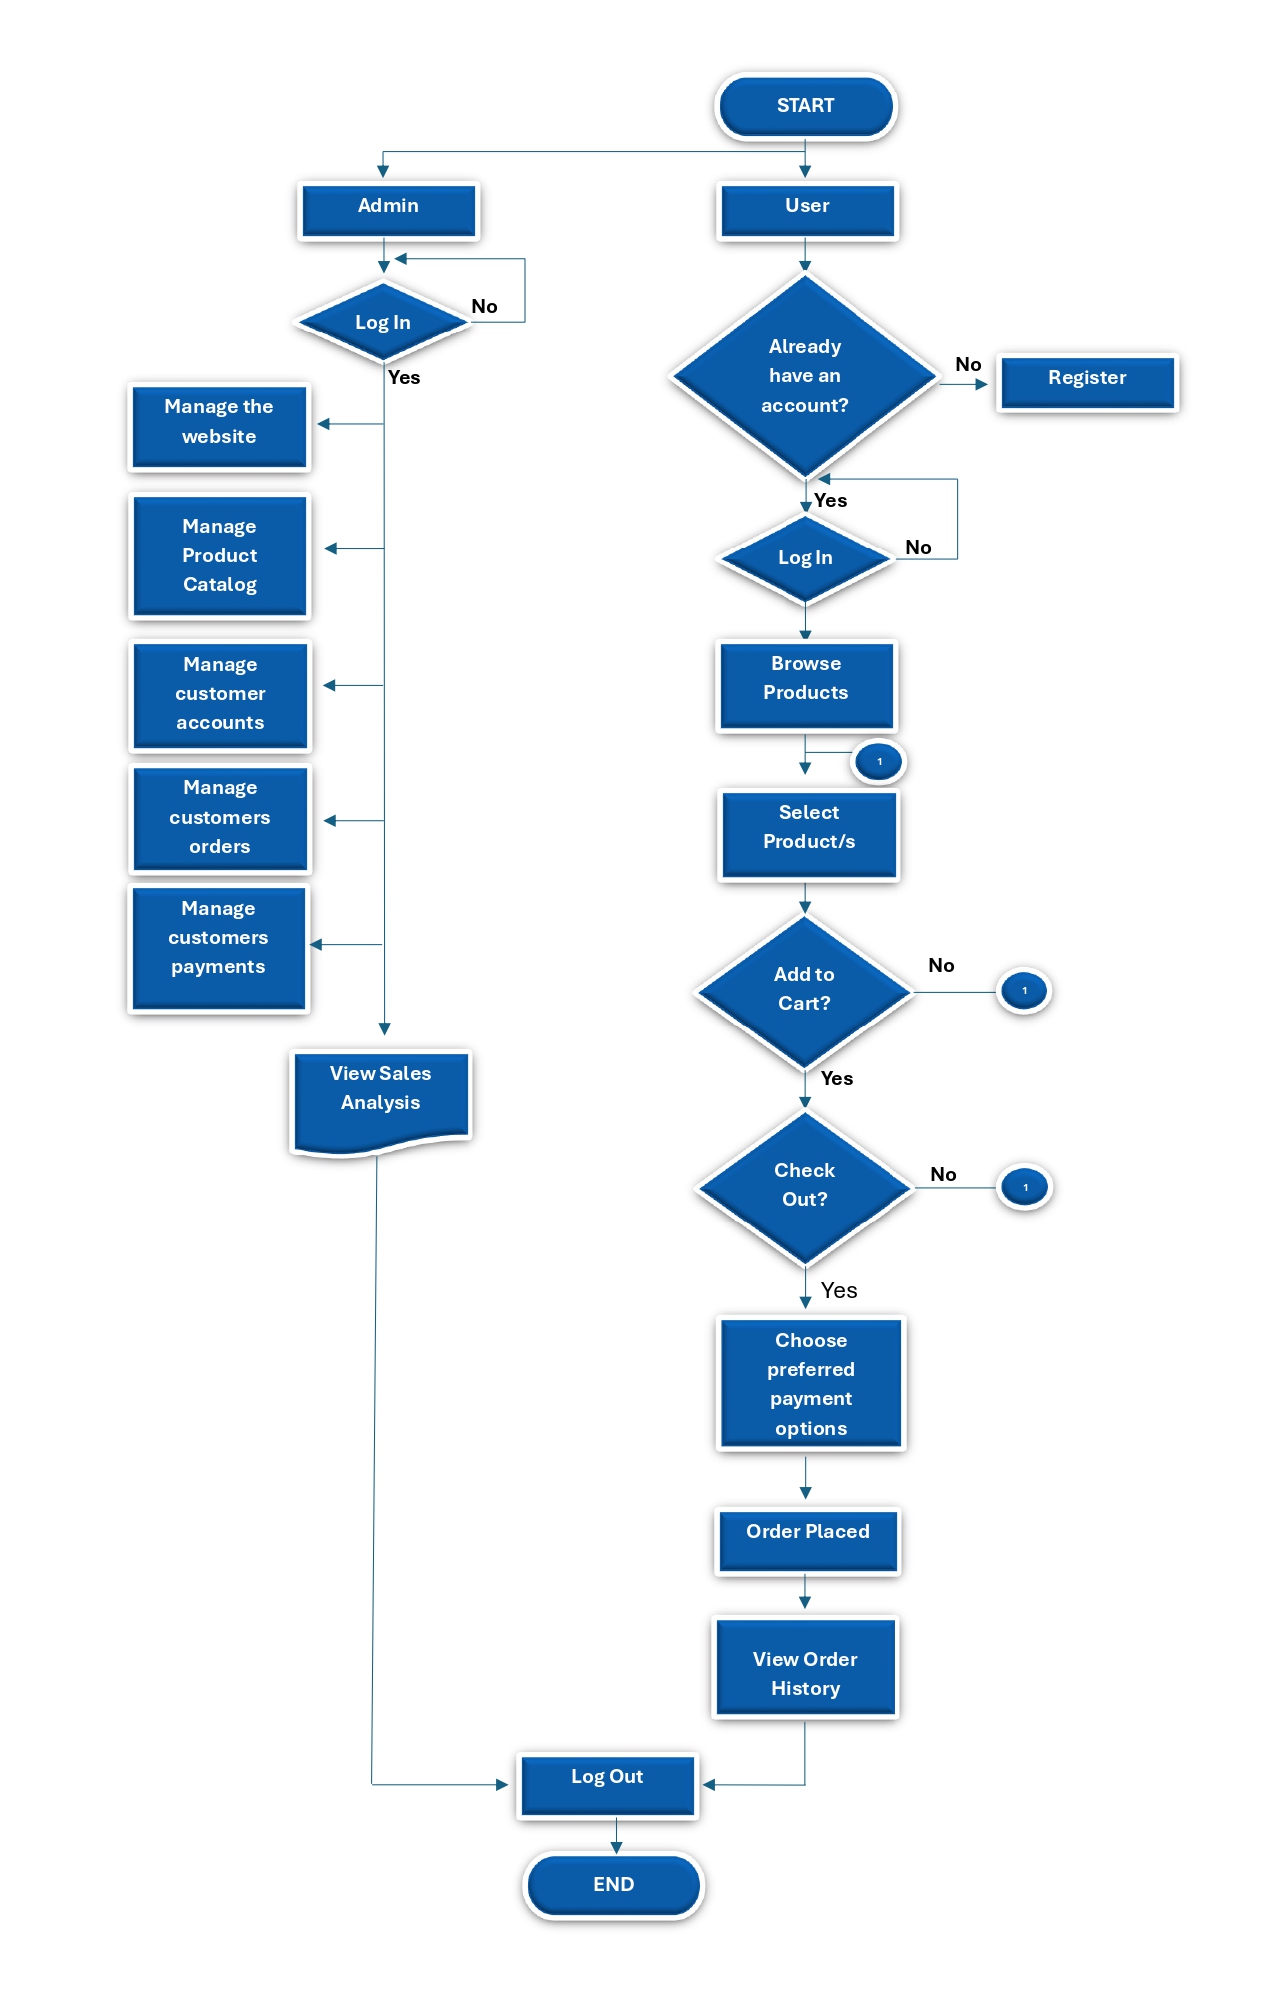 START
Admin
User
Log In
No
Yes
Already
have an
account?
No
Register
Yes
Log In
No
Manage the
website
Manage
Product
Catalog
Manage
customer
accounts
Manage
customers
orders
Manage
customers
payments
View Sales
Analysis
Browse
Products
1
Select
Product/s
Add to
Cart?
No
1
Yes
Check
Out?
No
1
Yes
Choose
preferred
payment
options
Order Placed
View Order
History
Log Out
END